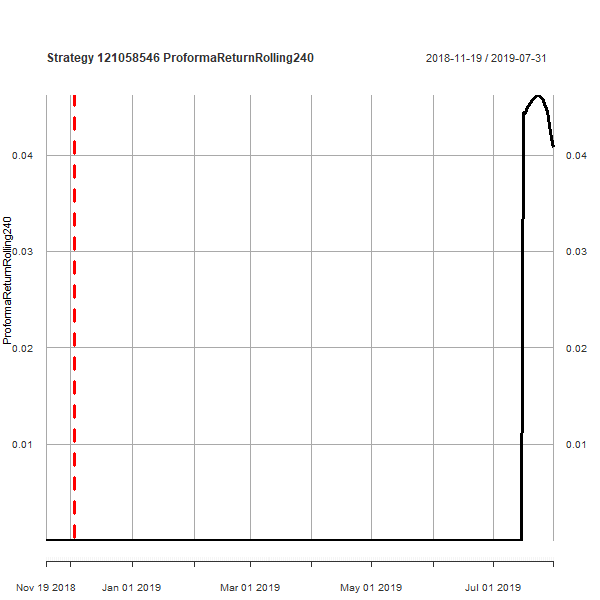 Strategy 121058546 ProformaReturnRolling240
2018-11-19 / 2019-07-31
ProformaReturnRolling240
0.04
0.04
0.03
0.03
0.02
0.02
0.01
0.01
Nov 19 2018
Jan 01 2019
Mar 01 2019
May 01 2019
Jul 01 2019